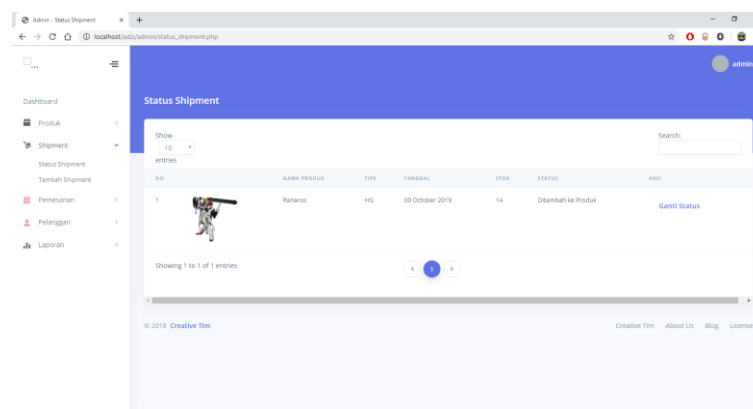 Admin - Status Shipment
localhost/adzi/admin/status_shipment.php
admin
Dashboard
Produk
Shipment
Status Shipment
Tambah Shipment
Pemesanan
Pelanggan
Laporan
Status Shipment
Show
10
entries
Search:
NO NAMA PRODUK TIPE TANGGAL STOK STATUS AKSI
1 Ranaros HG 09 October 2019 14 Ditambah ke Produk Ganti Status
Showing 1 to 1 of 1 entries
1
© 2018 Creative Tim
Creative Tim About Us Blog License